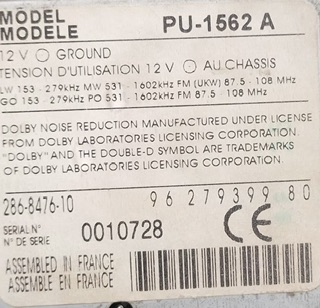 MODEL
MODELE PU-1562 A
12 V GROUND
TENSION D'UTILISATION 12 V AU CHASSIS
LW 153 - 279kHz MW 531 - 1602kHz FM (UKW) 87.5 - 108 MHz
GO 153 - 279kHz PO 531 - 1602kHz FM 87.5 - 108 MHz
DOLBY NOISE REDUCTION MANUFACTURED UNDER LICENSE
FROM DOLBY LABORATORIES LICENSING CORPORATION.
"DOLBY" AND THE DOUBLE-D SYMBOL ARE TRADEMARKS
OF DOLBY LABORATORIES LICENSING CORPORATION.
286-8476-10 96 279399 80
SERIAL N°
N° DE SERIE 0010728 CE
ASSEMBLED IN FRANCE
ASSEMBLE EN FRANCE